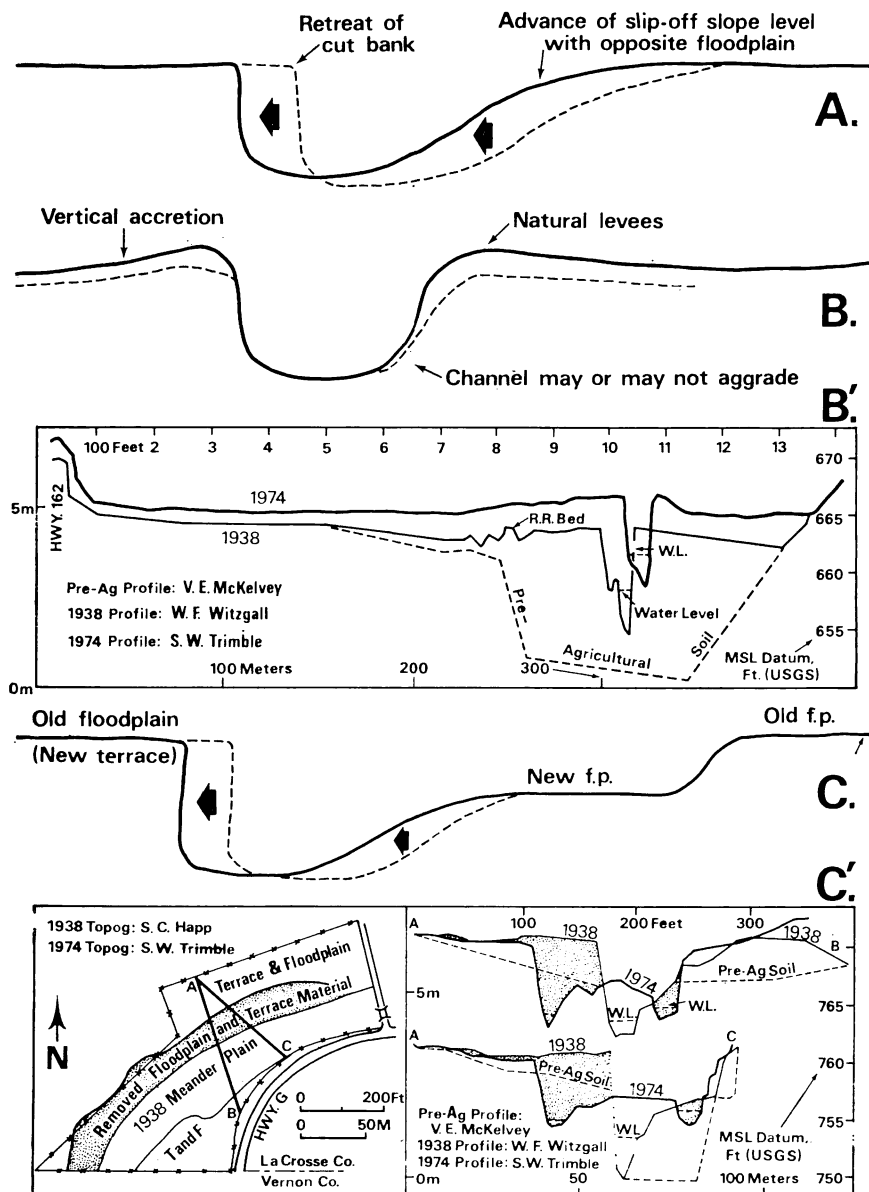 Retreat of
cut bank
Advance of slip-off slope level
with opposite floodplain
A.
Vertical accretion
Natural levees
B.
Channel may or may not aggrade
B′.
100 Feet 2 3 4 5 6 7 8 9 10 11 12 13
670
HWY. 162
5m
1974
1938
R.R. Bed
665
W.L.
660
Pre-Ag Profile: V. E. McKelvey
1938 Profile: W. F. Witzgall
1974 Profile: S.W. Trimble
Water Level
655
Pre-
Agricultural
Soil
MSL Datum,
Ft. (USGS)
100 Meters 200 300
0m
Old floodplain
(New terrace)
Old f.p.
New f.p.
C.
C′.
1938 Topog: S. C. Happ
1974 Topog: S.W. Trimble
A
Terrace & Floodplain
Removed Floodplain and Terrace Material
N
1938 Meander Plain
C
B
T and F
HWY. G
0 200Ft
0 50M
La Crosse Co.
Vernon Co.
A 100 200 Feet 300
1938
1938
B
1974
Pre-Ag Soil
5m
W.L.
W.L.
765
A
1938
C
Pre-Ag Soil
760
1974
Pre-Ag Profile:
V. E. McKelvey
W.L.
755
1938 Profile: W. F. Witzgall
1974 Profile: S.W. Trimble
MSL Datum,
Ft (USGS)
0m 50 100 Meters 750